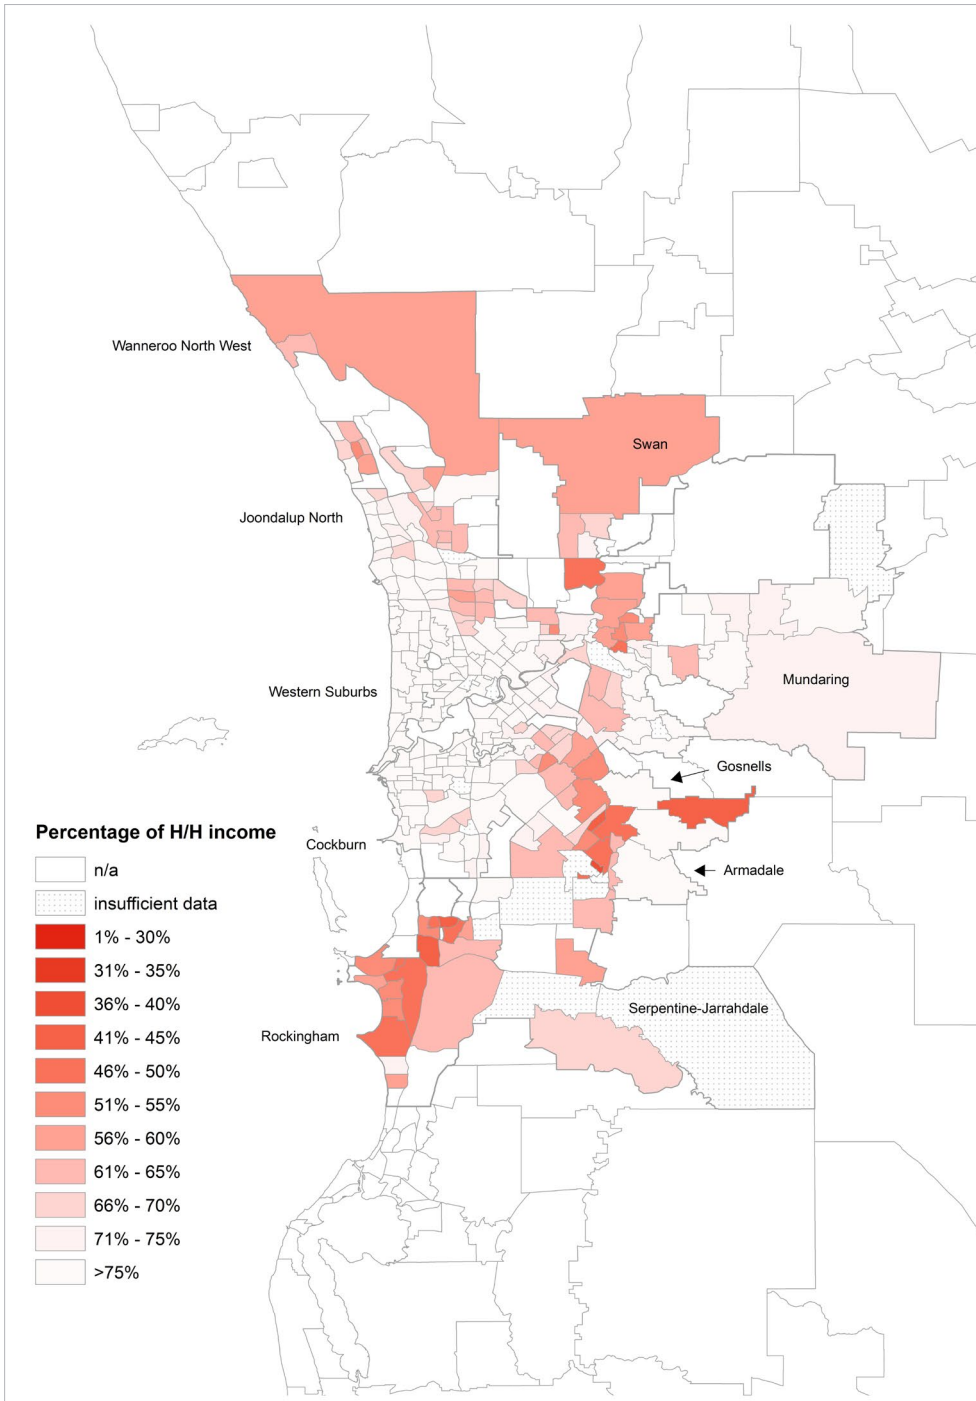 Wanneroo North West
Swan
Joondalup North
Western Suburbs
Mundaring
Gosnells
Percentage of H/H income
Cockburn
n/a
Armadale
insufficient data
1% - 30%
31% - 35%
36% - 40%
Serpentine-Jarrahdale
41% - 45%
Rockingham
46% - 50%
51% - 55%
56% - 60%
61% - 65%
66% - 70%
71% - 75%
>75%